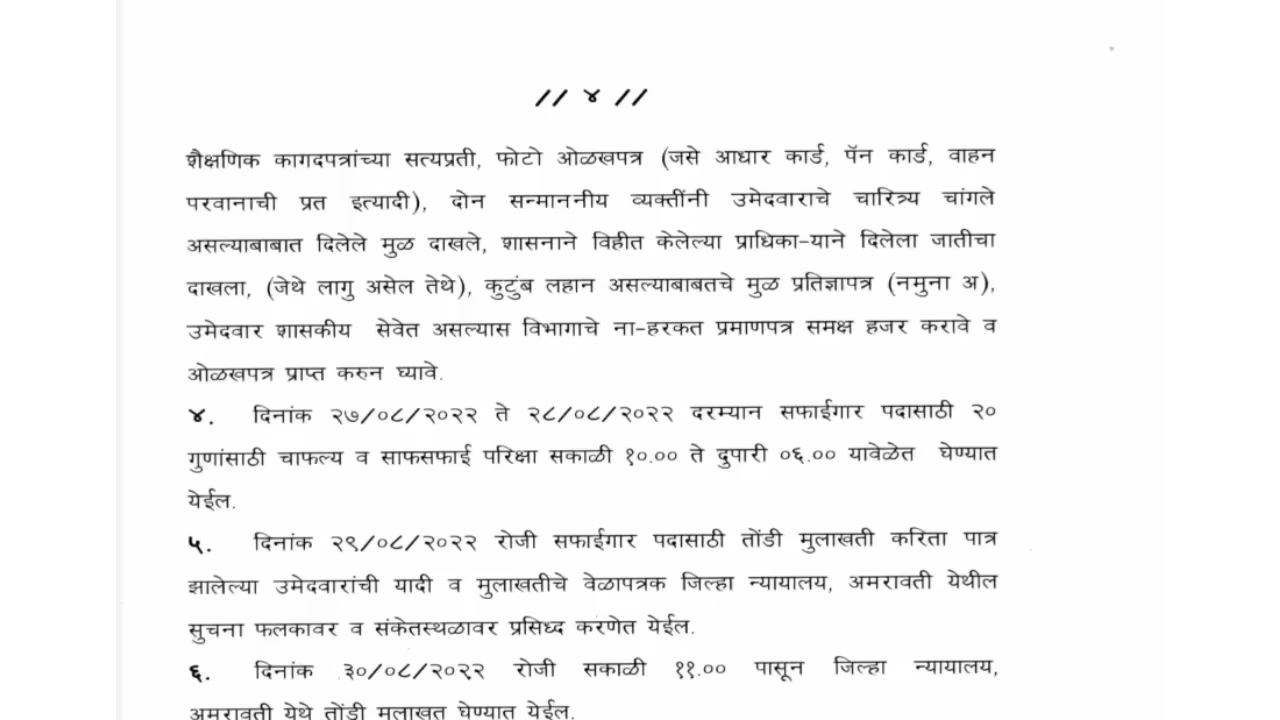 // ४ //
शैक्षणिक कागदपत्रांच्या सत्यप्रती, फोटो ओळखपत्र (जसे आधार कार्ड, पॅन कार्ड, वाहन
परवानाची प्रत इत्यादी), दोन सन्माननीय व्यक्तींनी उमेदवाराचे चारित्र्य चांगले
असल्याबाबात दिलेले मुळ दाखले, शासनाने विहीत केलेल्या प्राधिका-याने दिलेला जातीचा
दाखला, (जेथे लागु असेल तेथे), कुटुंब लहान असल्याबाबतचे मुळ प्रतिज्ञापत्र (नमुना अ),
उमेदवार शासकीय सेवेत असल्यास विभागाचे ना-हरकत प्रमाणपत्र समक्ष हजर करावे व
ओळखपत्र प्राप्त करुन घ्यावे.
४. दिनांक २७/०८/२०२२ ते २८/०८/२०२२ दरम्यान सफाईगार पदासाठी २०
गुणांसाठी चाफल्य व साफसफाई परिक्षा सकाळी १०.०० ते दुपारी ०६.०० यावेळेत घेण्यात
येईल.
५. दिनांक २९/०८/२०२२ रोजी सफाईगार पदासाठी तोंडी मुलाखती करिता पात्र
झालेल्या उमेदवारांची यादी व मुलाखतीचे वेळापत्रक जिल्हा न्यायालय, अमरावती येथील
सुचना फलकावर व संकेतस्थळावर प्रसिध्द करणेत येईल.
६. दिनांक ३०/०८/२०२२ रोजी सकाळी ११.०० पासून जिल्हा न्यायालय,
अमरावती येथे तोंडी मुलाखत घेण्यात येईल.